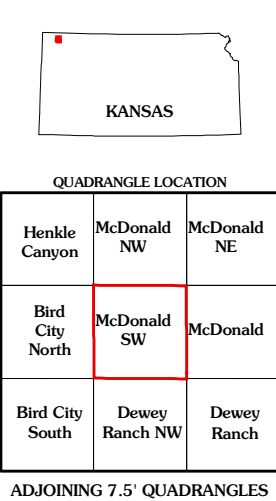 KANSAS
QUADRANGLE LOCATION
Henkle
Canyon
McDonald
NW
McDonald
NE
Bird
City
North
McDonald
SW
McDonald
Bird City
South
Dewey
Ranch NW
Dewey
Ranch
ADJOINING 7.5' QUADRANGLES